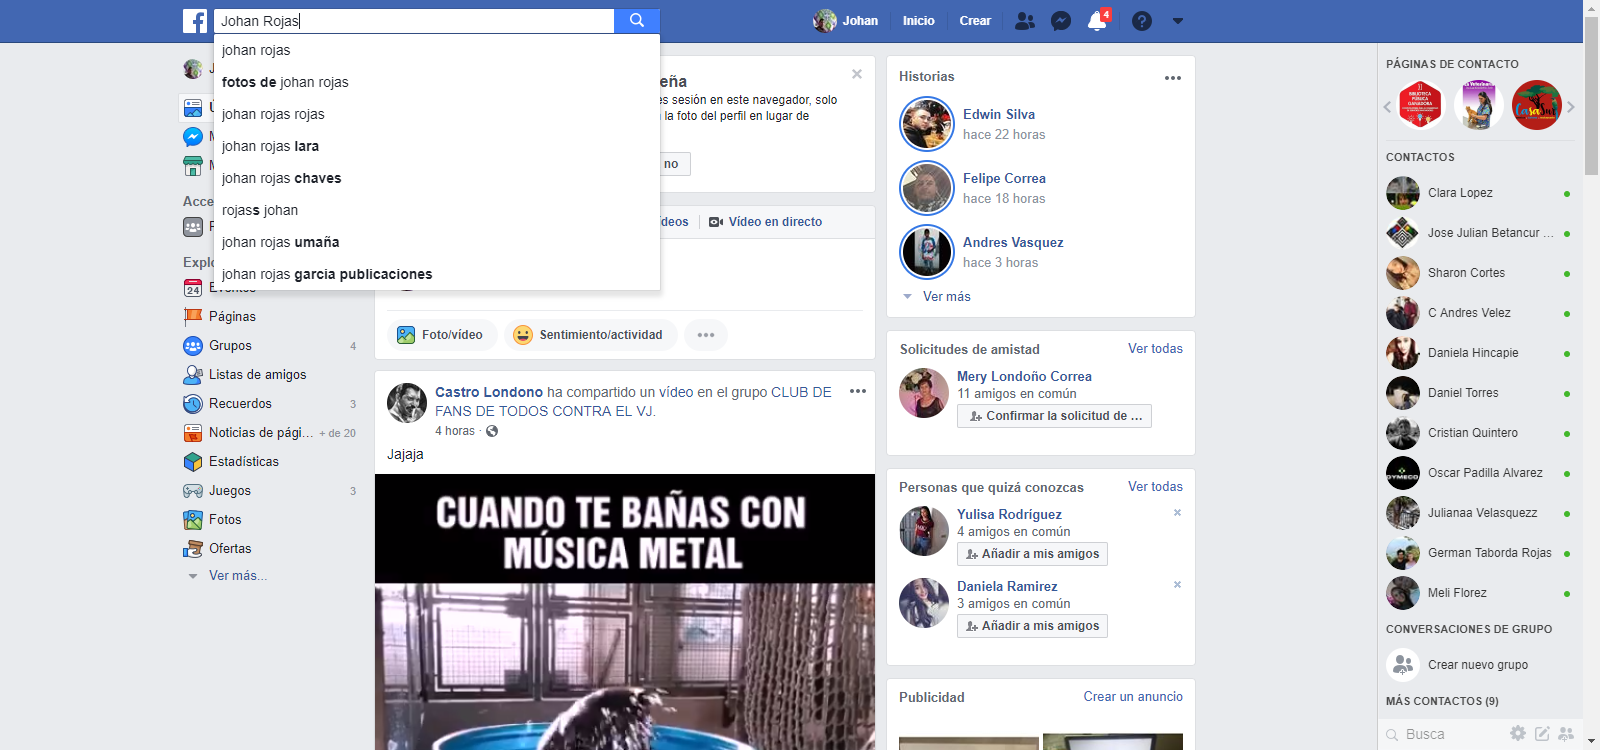 Johan Rojas
Johan
Inicio
Crear
4
johan rojas
fotos de johan rojas
johan rojas rojas
johan rojas lara
johan rojas chaves
rojass johan
johan rojas umaña
johan rojas garcia publicaciones
Acce
Explo
24
Eventos
Páginas
Grupos 4
Listas de amigos
Recuerdos 3
Noticias de pági... + de 20
Estadísticas
Juegos 3
Fotos
Ofertas
Ver más...
eña
es sesión en este navegador, solo
la foto del perfil en lugar de
no
ídeos
Vídeo en directo
Foto/vídeo
Sentimiento/actividad
Castro Londono ha compartido un vídeo en el grupo CLUB DE
FANS DE TODOS CONTRA EL VJ.
4 horas ·
Jajaja
CUANDO TE BAÑAS CON
MÚSICA METAL
Historias
Edwin Silva
hace 22 horas
Felipe Correa
hace 18 horas
Andres Vasquez
hace 3 horas
Ver más
Solicitudes de amistad Ver todas
Mery Londoño Correa
11 amigos en común
Confirmar la solicitud de ...
Personas que quizá conozcas Ver todas
Yulisa Rodríguez
4 amigos en común
Añadir a mis amigos
Daniela Ramirez
3 amigos en común
Añadir a mis amigos
Publicidad Crear un anuncio
PÁGINAS DE CONTACTO
BIBLIOTECA
PÚBLICA
GANADORA
CasaSur
CONTACTOS
Clara Lopez
Jose Julian Betancur ...
Sharon Cortes
C Andres Velez
Daniela Hincapie
Daniel Torres
Cristian Quintero
Oscar Padilla Alvarez
Julianaa Velasquezz
German Taborda Rojas
Meli Florez
CONVERSACIONES DE GRUPO
Crear nuevo grupo
MÁS CONTACTOS (9)
Busca